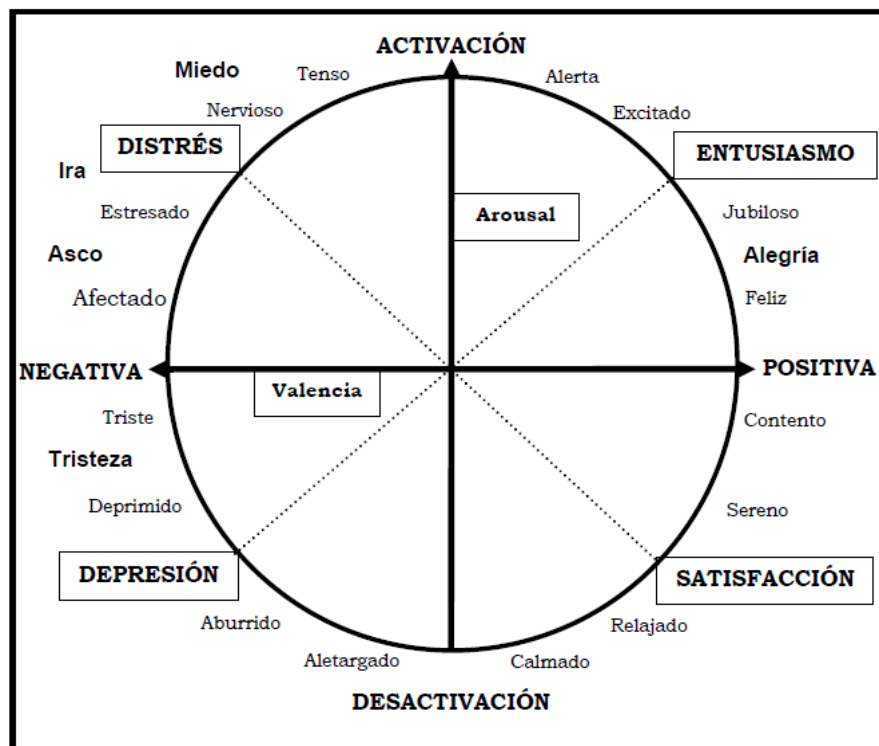 ACTIVACIÓN
Miedo
Tenso
Alerta
Nervioso
Excitado
DISTRÉS
ENTUSIASMO
Ira
Estresado
Arousal
Jubiloso
Asco
Alegría
Afectado
Feliz
NEGATIVA
POSITIVA
Valencia
Triste
Contento
Tristeza
Deprimido
Sereno
DEPRESIÓN
SATISFACCIÓN
Aburrido
Relajado
Aletargado
Calmado
DESACTIVACIÓN